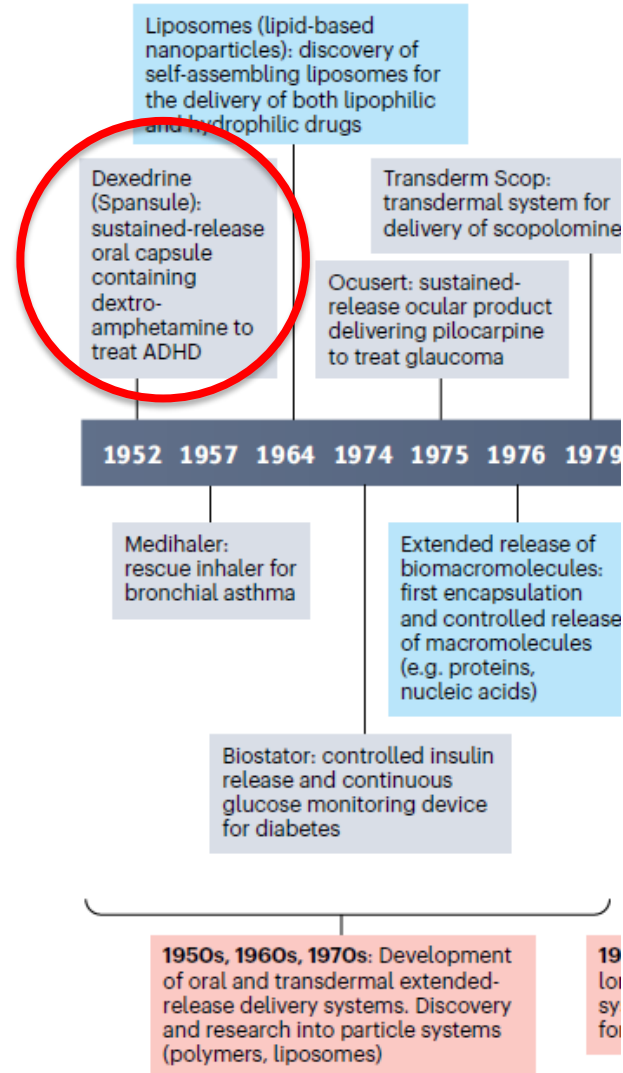 Liposomes (lipid-based
nanoparticles): discovery of
self-assembling liposomes for
the delivery of both lipophilic
and hydrophilic drugs
Dexedrine
(Spansule):
sustained-release
oral capsule
containing
dextro-
amphetamine to
treat ADHD
Transderm Scop:
transdermal system for
delivery of scopolomine
Ocusert: sustained-
release ocular product
delivering pilocarpine
to treat glaucoma
1952 1957 1964 1974 1975 1976 1979
Medihaler:
rescue inhaler for
bronchial asthma
Extended release of
biomacromolecules:
first encapsulation
and controlled release
of macromolecules
(e.g. proteins,
nucleic acids)
Biostator: controlled insulin
release and continuous
glucose monitoring device
for diabetes
1950s, 1960s, 1970s: Development
of oral and transdermal extended-
release delivery systems. Discovery
and research into particle systems
(polymers, liposomes)